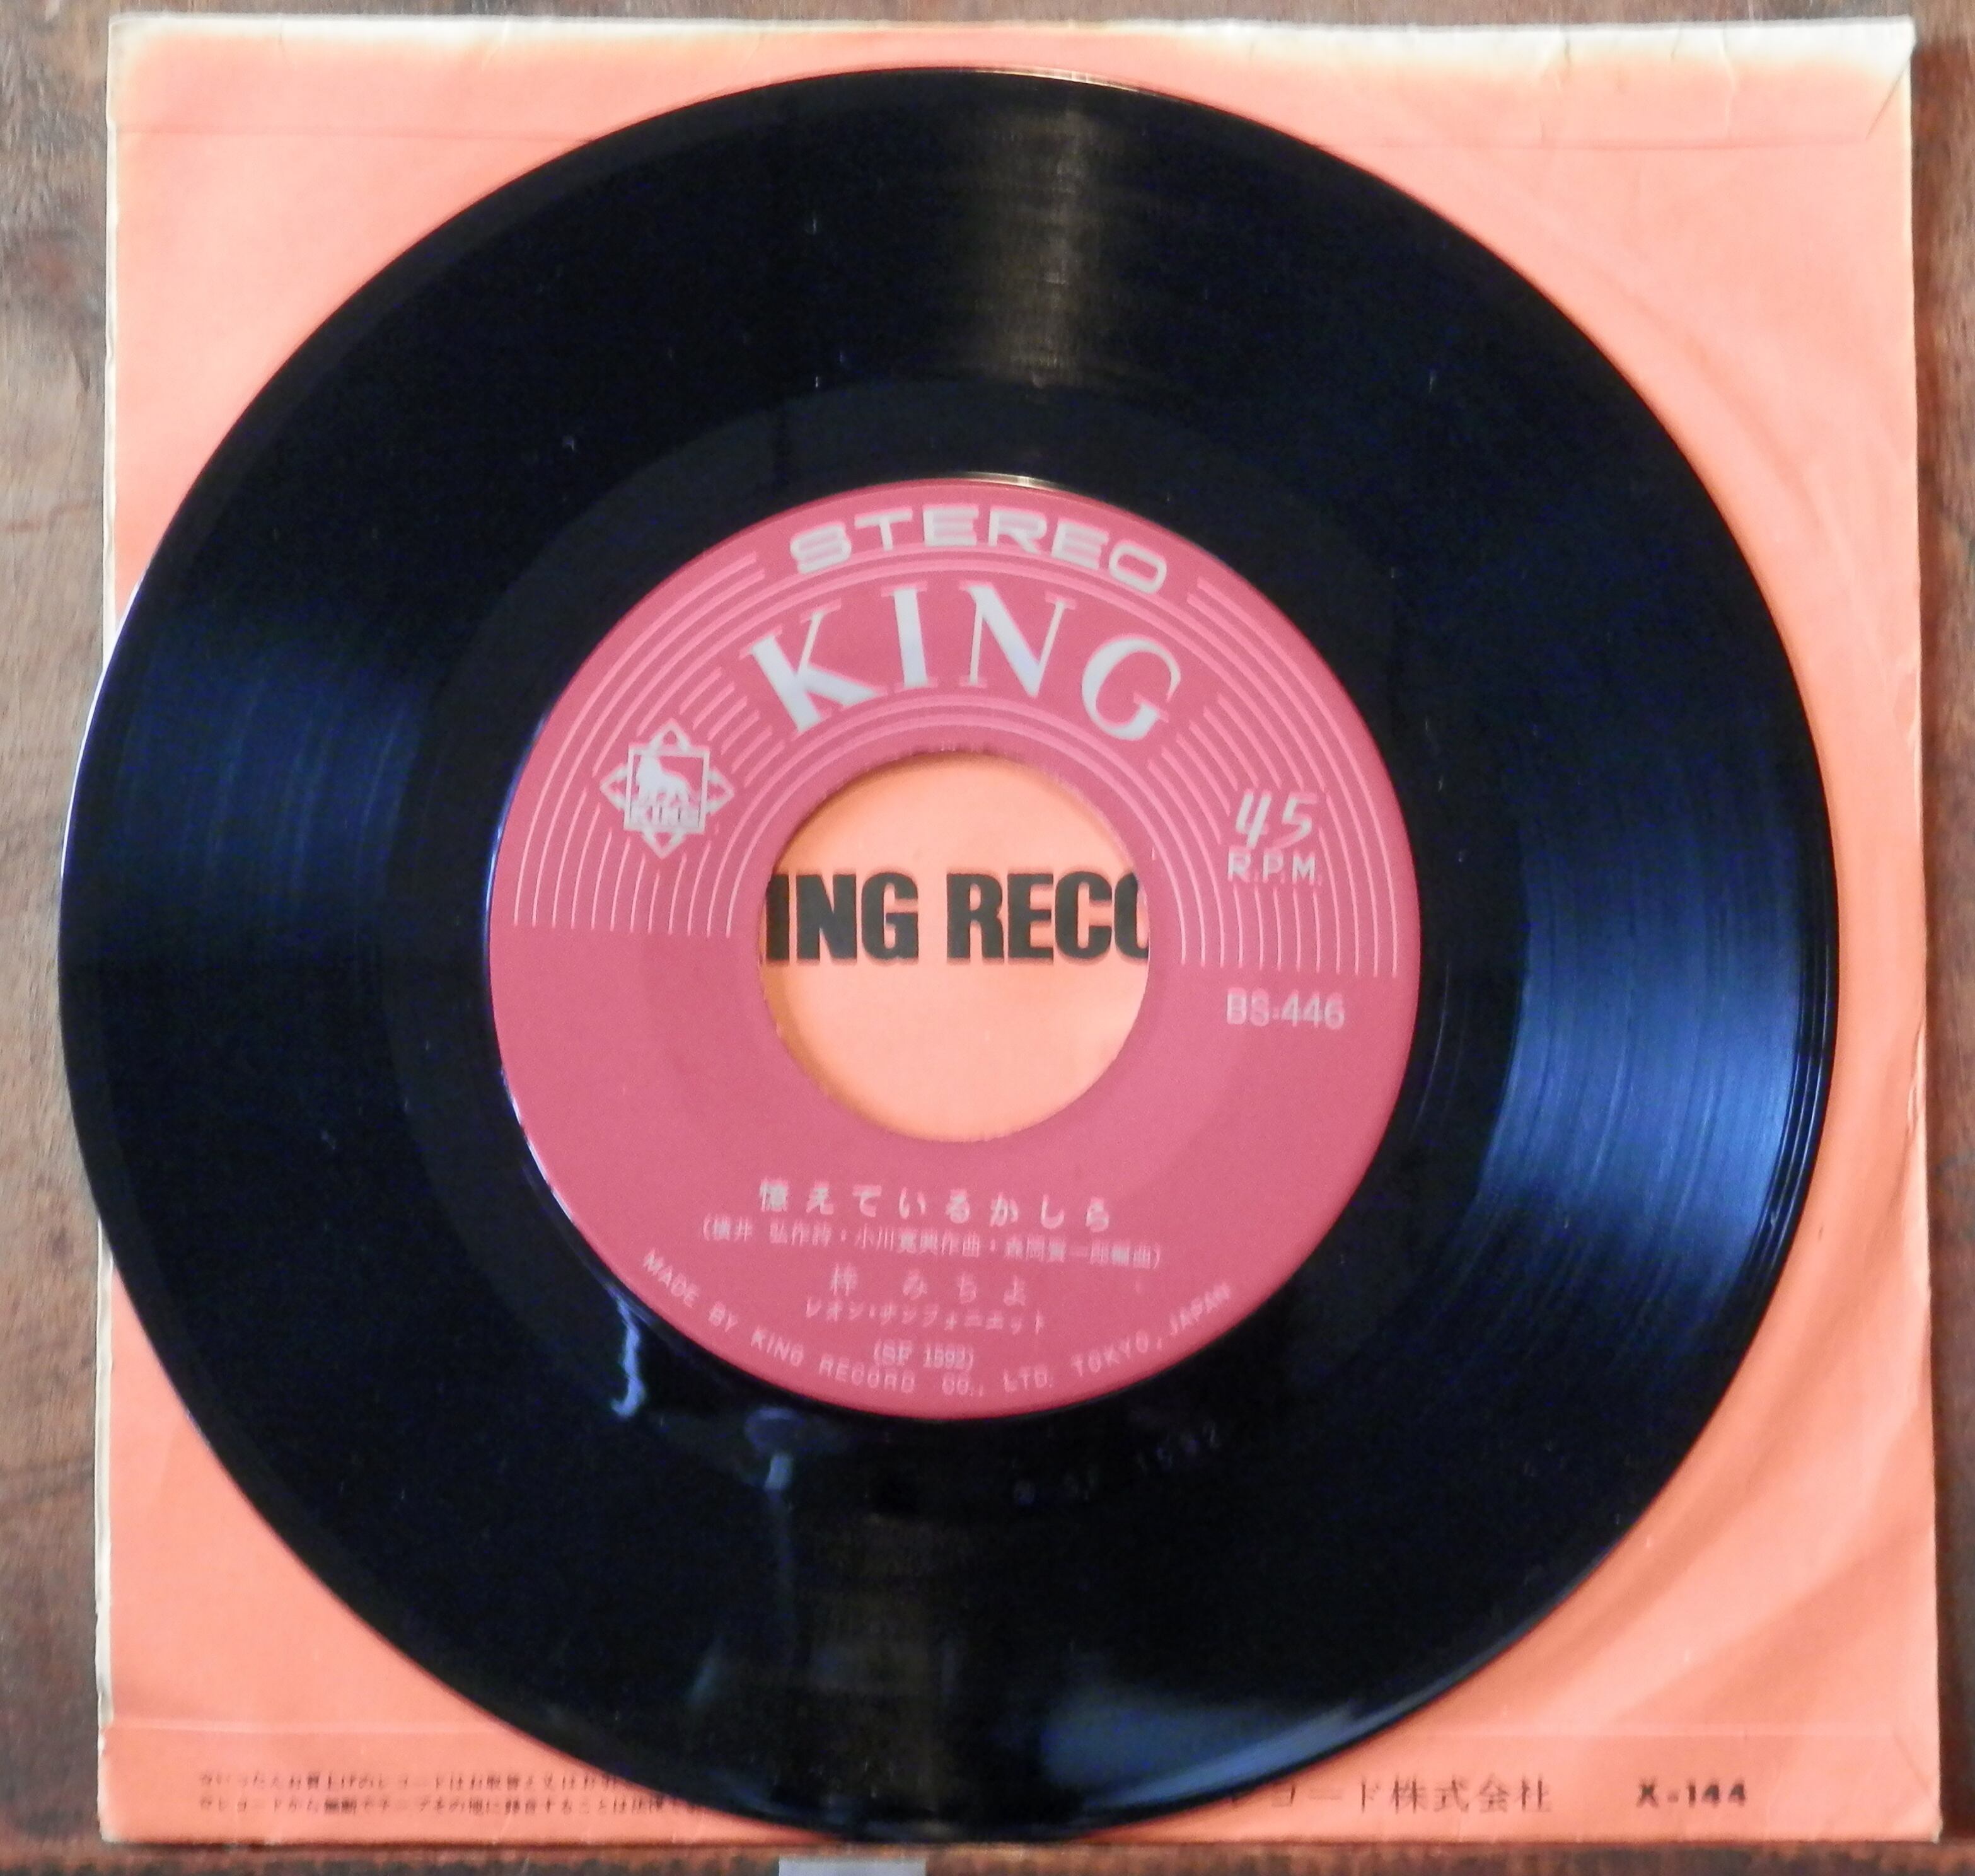 STEREO
KING
KING
45
R.P.M.
ING RECO
BS-446
憶えているかしら
(横井 弘作詩・小川寛興作曲・森岡賢一郎編曲)
梓 みちよ
レオン・サンフォニエット
(SF 1992)
MADE BY KING RECORD CO., LTD. TOKYO, JAPAN
コード株式会社 X-144